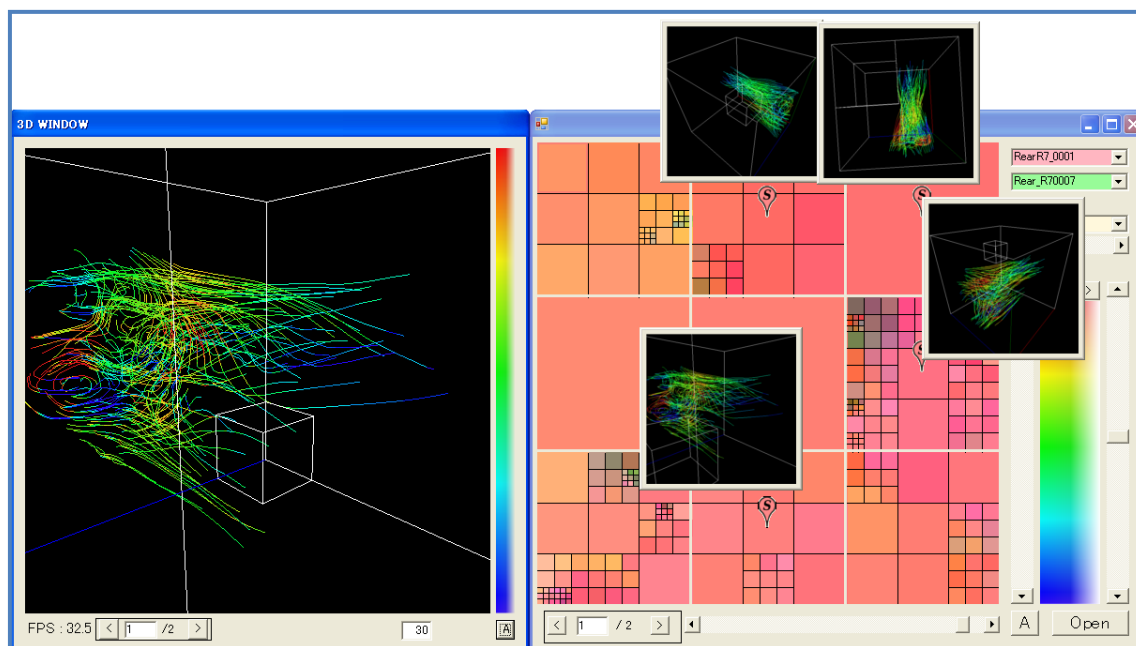 3D WINDOW
RearR7_0001
Rear_R70007
S
S
S
S
FPS : 32.5 < 1 /2 > 30 A
< 1 / 2 > A Open